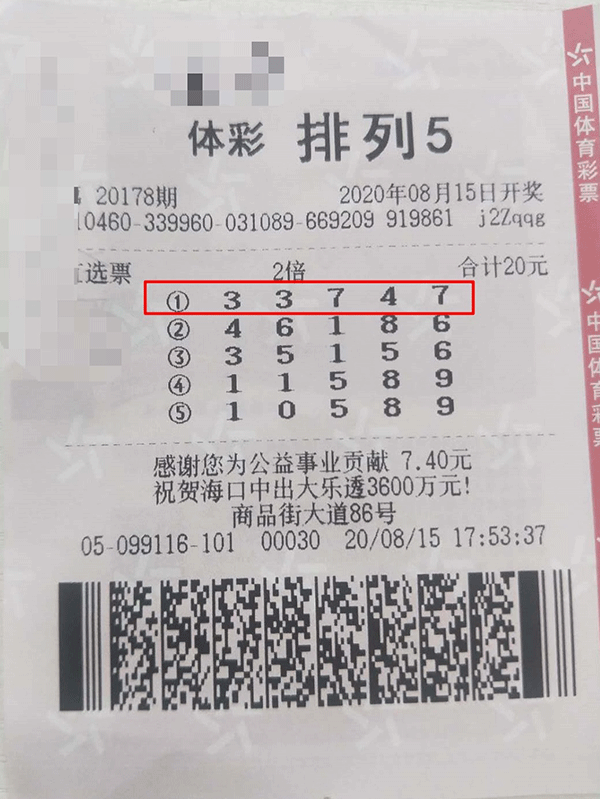 体彩 排列5
20178期 2020年08月15日开奖
10460-339960-031089-669209 919861 j2Zqqg
直选票 2倍 合计20元
① 3 3 7 4 7
② 4 6 1 8 6
③ 3 5 1 5 6
④ 1 1 5 8 9
⑤ 1 0 5 8 9
感谢您为公益事业贡献 7.40元
祝贺海口中出大乐透3600万元!
商品街大道86号
05-099116-101 00030 20/08/15 17:53:37
中国体育彩票
中国体育彩票